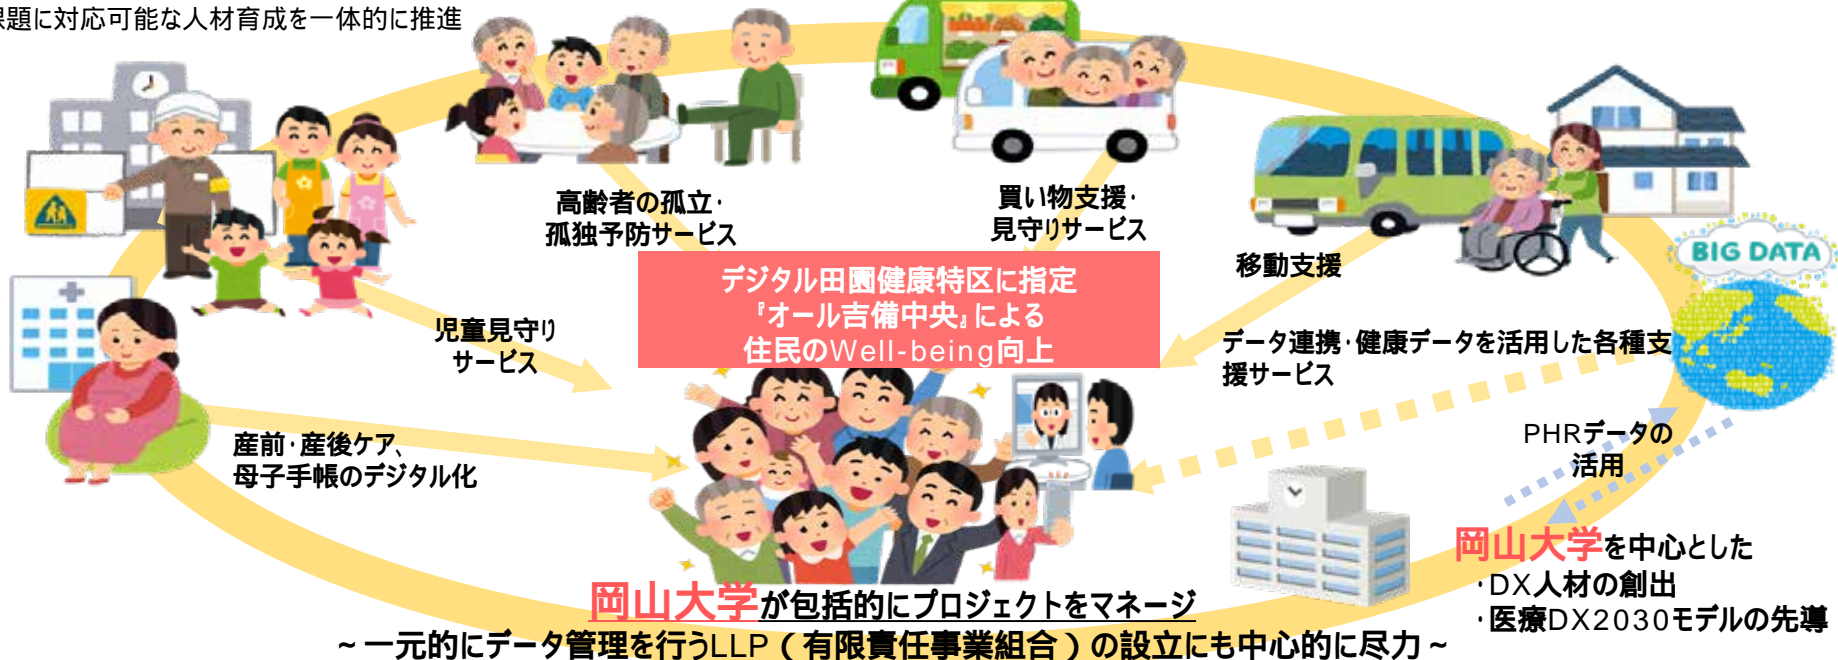 課題に対応可能な人材育成を一体的に推進
高齢者の孤立・
孤独予防サービス
買い物支援・
見守りサービス
移動支援
BIG DATA
デジタル田園健康特区に指定
『オール吉備中央』による
住民のWell-being向上
児童見守り
サービス
データ連携・健康データを活用した各種支
援サービス
産前・産後ケア、
母子手帳のデジタル化
PHRデータの
活用
岡山大学を中心とした
・DX人材の創出
・医療DX2030モデルの先導
岡山大学が包括的にプロジェクトをマネージ
~一元的にデータ管理を行うLLP(有限責任事業組合)の設立にも中心的に尽力~